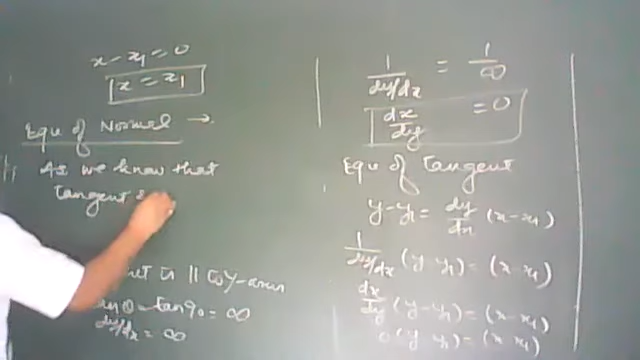 x - x₁ = 0
x = x₁
Equ of Normal →
As we know that
tangent &
is || to Y-axis
tan 90 = ∞
dy/dx = ∞
1/(dy/dx) = 1/∞
dx/dy = 0
Equ of tangent
y - y₁ = dy/dx (x - x₁)
1/(dy/dx) (y - y₁) = (x - x₁)
dx/dy (y - y₁) = (x - x₁)
0 (y - y₁) = (x - x₁)